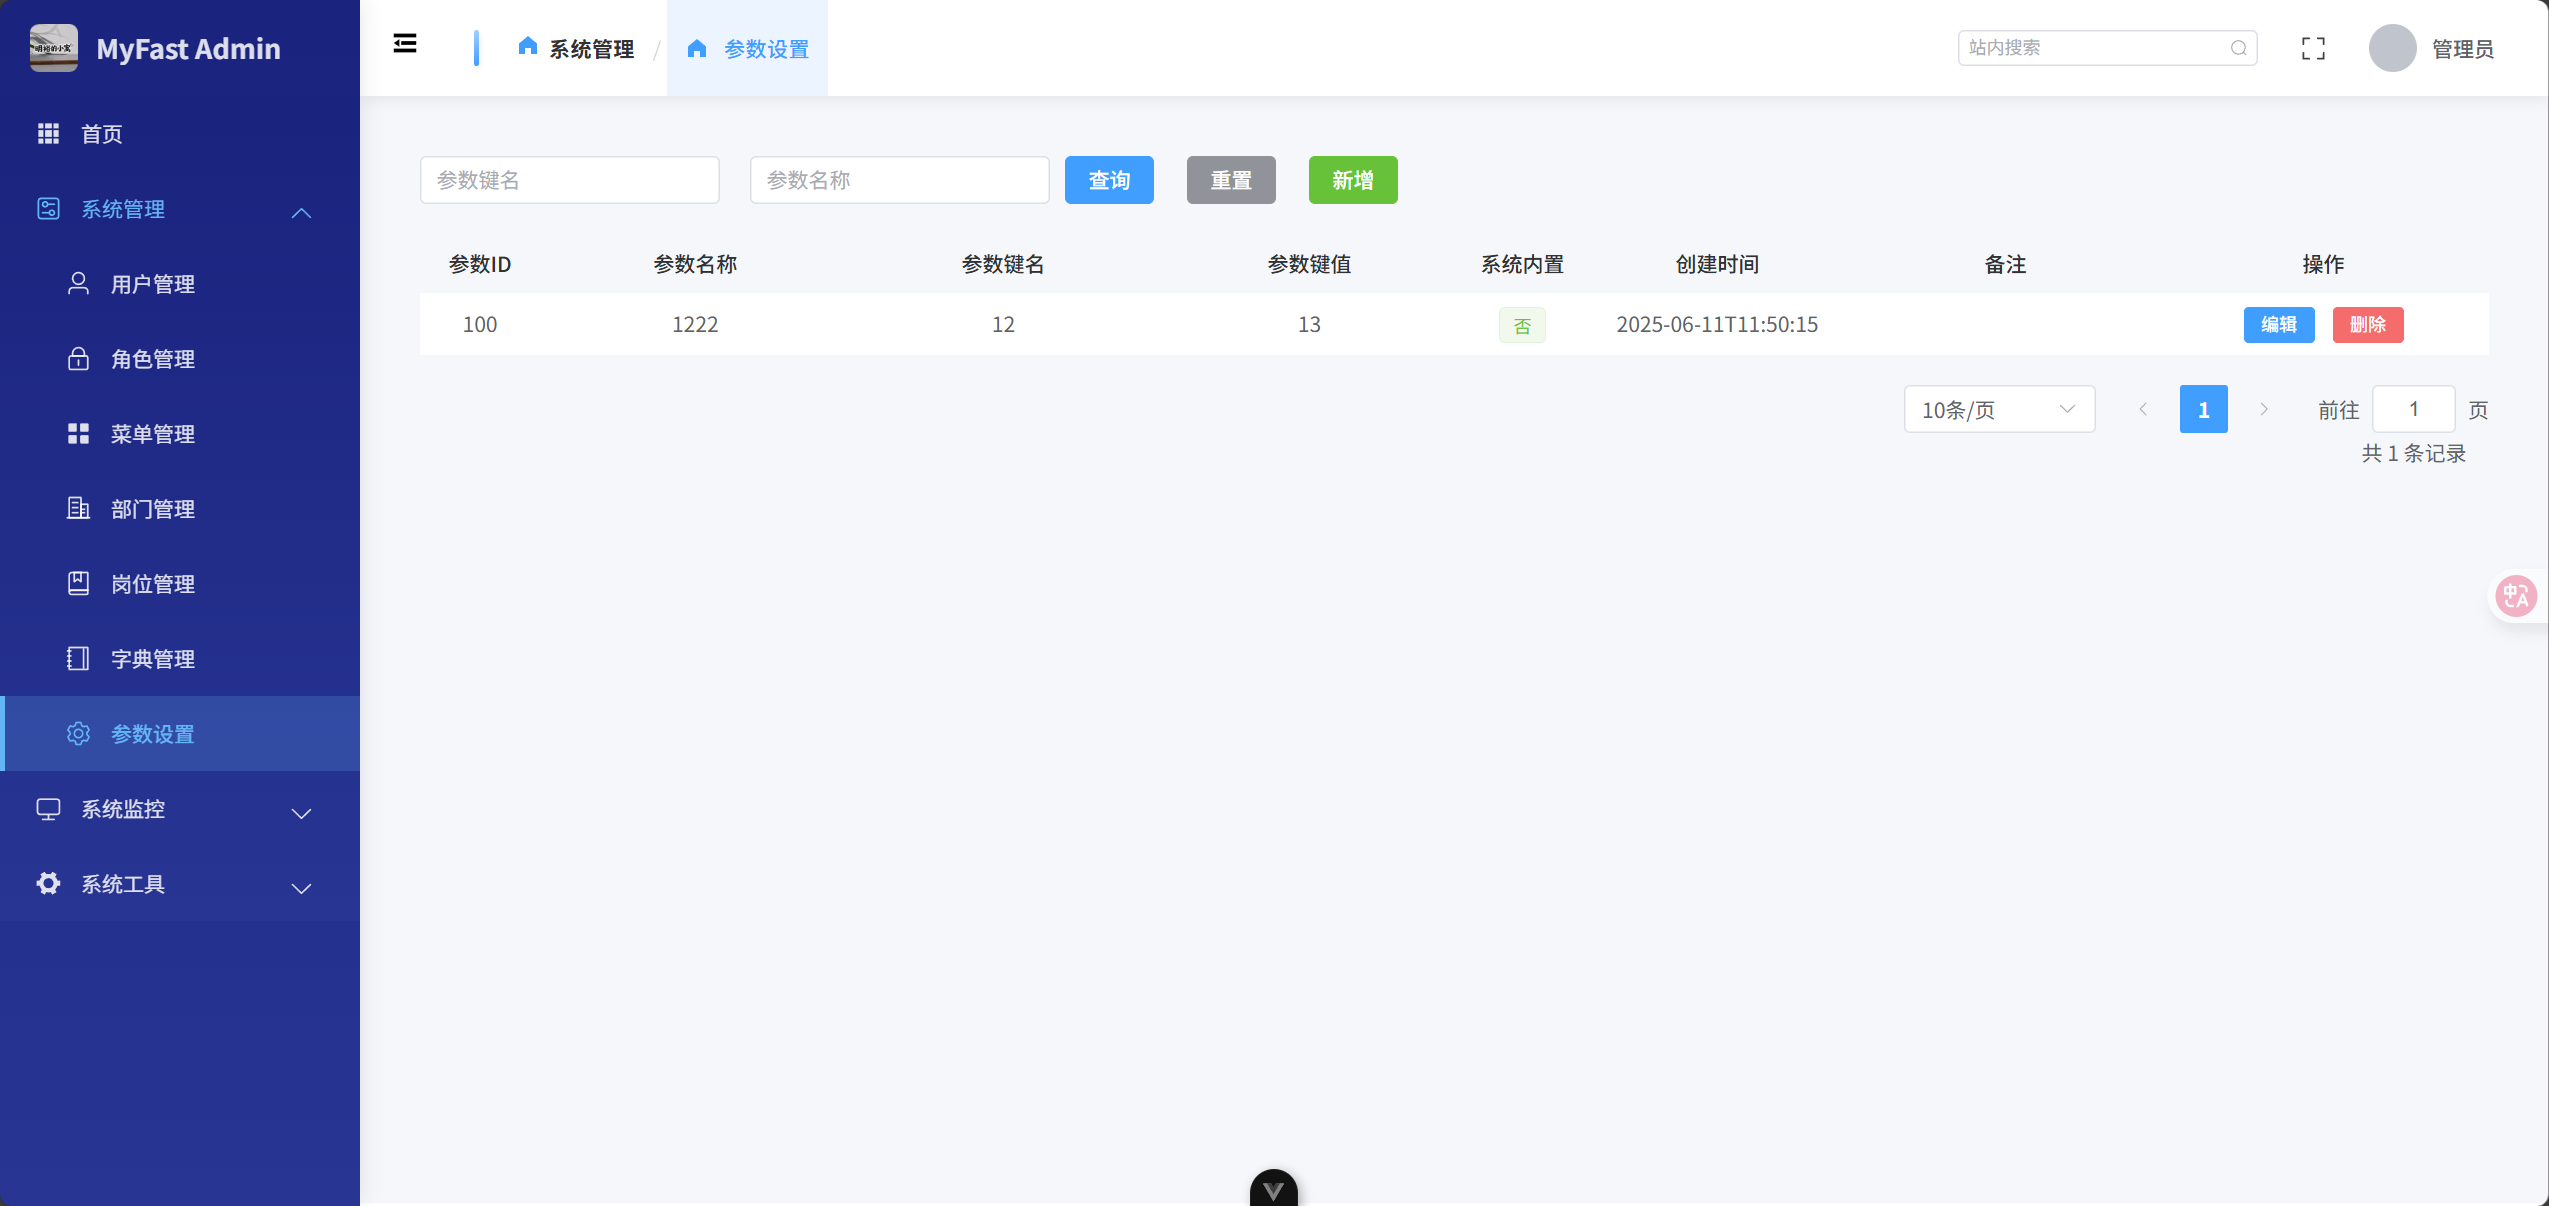 明裕的小窝
MyFast Admin
首页
系统管理
用户管理
角色管理
菜单管理
部门管理
岗位管理
字典管理
参数设置
系统监控
系统工具
系统管理 / 参数设置
站内搜索
管理员
参数键名 参数名称 查询 重置 新增
参数ID 参数名称 参数键名 参数键值 系统内置 创建时间 备注 操作
100 1222 12 13 否 2025-06-11T11:50:15 编辑 删除
10条/页 1 前往 1 页
共 1 条记录
中 A